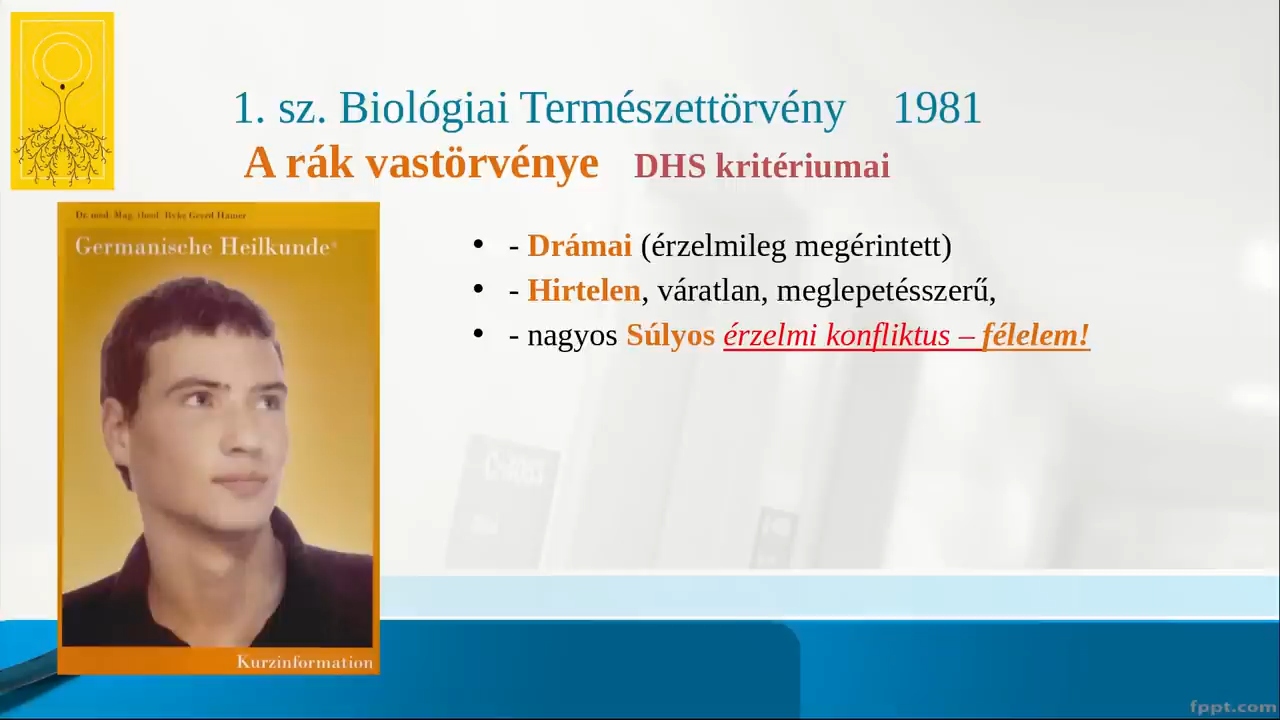 1. sz. Biológiai Természettörvény 1981
A rák vastörvénye DHS kritériumai
Dr. med. Mag. theol. Ryke Geerd Hamer
Germanische Heilkunde®
• - Drámai (érzelmileg megérintett)
• - Hirtelen, váratlan, meglepetésszerű,
• - nagyos Súlyos érzelmi konfliktus – félelem!
Kurzinformation
fppt.com